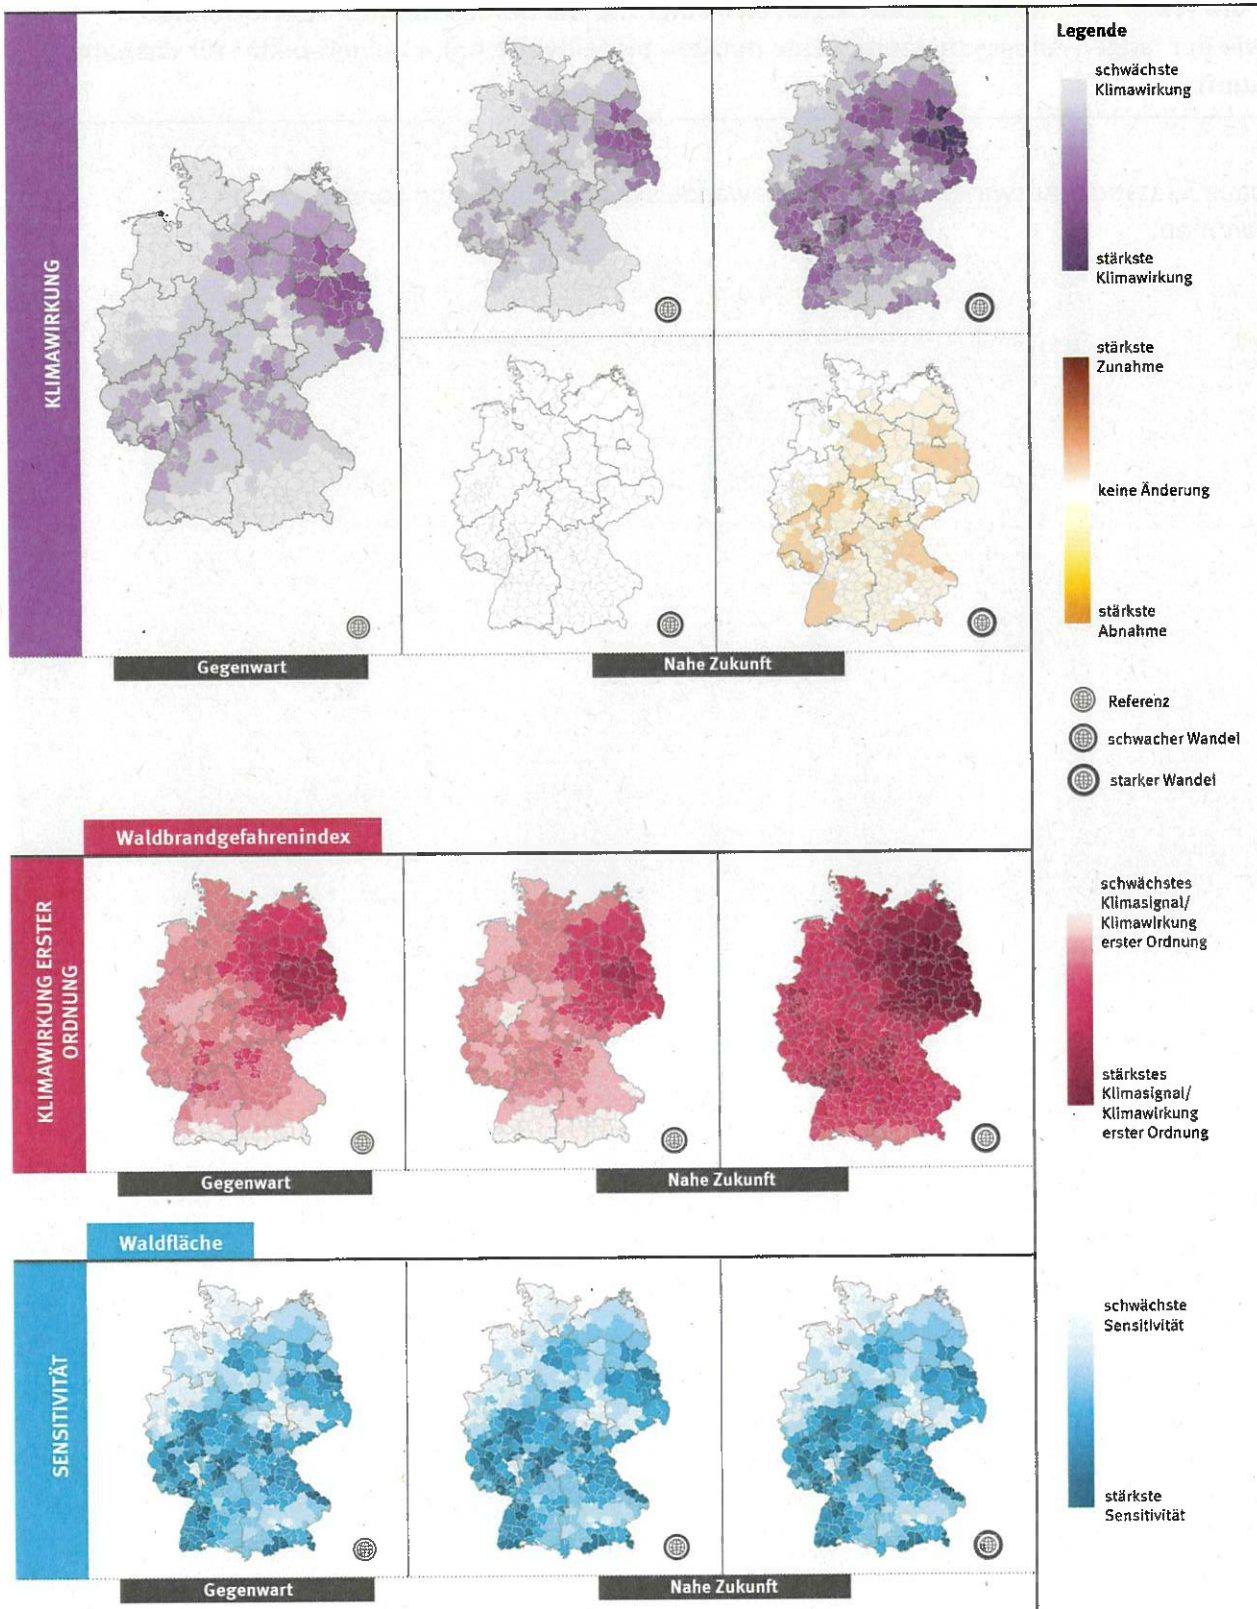 Legende
schwächste
Klimawirkung
stärkste
Klimawirkung
stärkste
Zunahme
keine Änderung
stärkste
Abnahme
Referenz
schwacher Wandel
starker Wandel
KLIMAWIRKUNG
Gegenwart
Nahe Zukunft
Waldbrandgefahrenindex
KLIMAWIRKUNG ERSTER
ORDNUNG
schwächstes
Klimasignal/
Klimawirkung
erster Ordnung
stärkstes
Klimasignal/
Klimawirkung
erster Ordnung
Gegenwart
Nahe Zukunft
Waldfläche
SENSITIVITÄT
schwächste
Sensitivität
stärkste
Sensitivität
Gegenwart
Nahe Zukunft